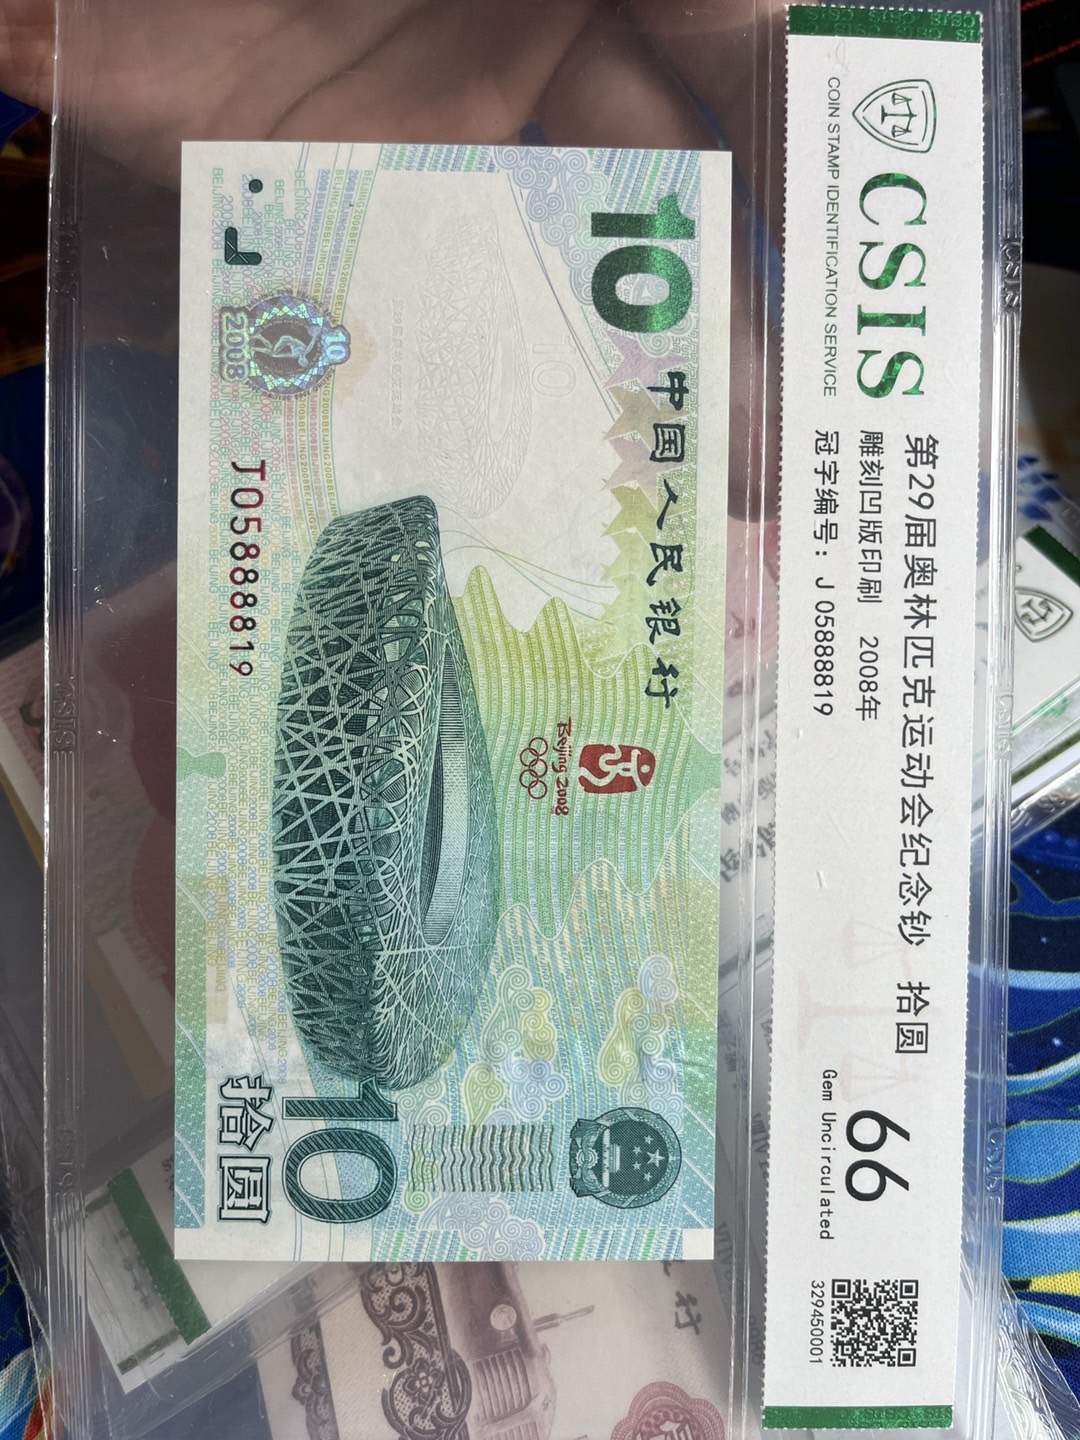 CSIS
COIN STAMP IDENTIFICATION SERVICE
第29届奥林匹克运动会纪念钞 拾圆
雕刻凹版印刷 2008年
冠字编号：J 05888819
66
Gem Uncirculated
329450001
10
中国人民银行
Beijing 2008
10
2008
J05888819
10
拾圆